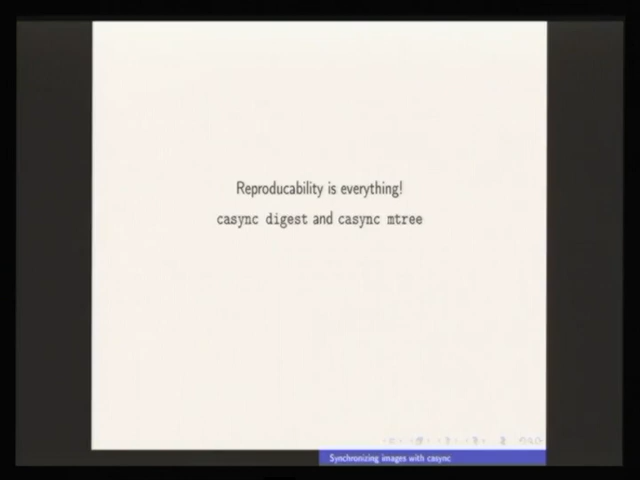 Reproducability is everything!
casync digest and casync mtree
Synchronizing images with casync